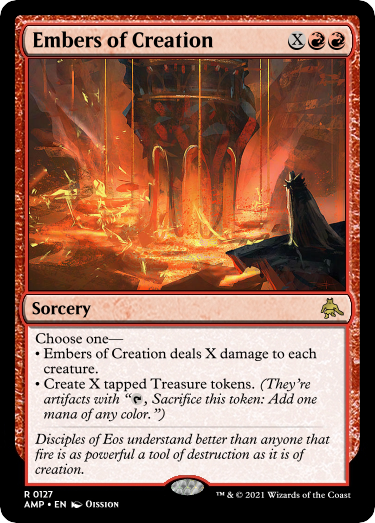 Embers of Creation X
Sorcery
Choose one—
• Embers of Creation deals X damage to each
creature.
• Create X tapped Treasure tokens. (They're
artifacts with “, Sacrifice this token: Add one
mana of any color.”)
Disciples of Eos understand better than anyone that
fire is as powerful a tool of destruction as it is of
creation.
R 0127
AMP • EN Oission
™ & © 2021 Wizards of the Coast